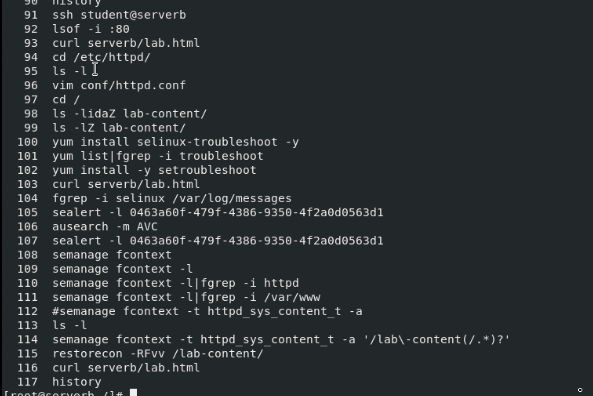 90 history
91 ssh student@serverb
92 lsof -i :80
93 curl serverb/lab.html
94 cd /etc/httpd/
95 ls -l
96 vim conf/httpd.conf
97 cd /
98 ls -lidaZ lab-content/
99 ls -lZ lab-content/
100 yum install selinux-troubleshoot -y
101 yum list|fgrep -i troubleshoot
102 yum install -y setroubleshoot
103 curl serverb/lab.html
104 fgrep -i selinux /var/log/messages
105 sealert -l 0463a60f-479f-4386-9350-4f2a0d0563d1
106 ausearch -m AVC
107 sealert -l 0463a60f-479f-4386-9350-4f2a0d0563d1
108 semanage fcontext
109 semanage fcontext -l
110 semanage fcontext -l|fgrep -i httpd
111 semanage fcontext -l|fgrep -i /var/www
112 #semanage fcontext -t httpd_sys_content_t -a
113 ls -l
114 semanage fcontext -t httpd_sys_content_t -a '/lab\-content(/.*)?'
115 restorecon -RFvv /lab-content/
116 curl serverb/lab.html
117 history
[root@serverb /]#